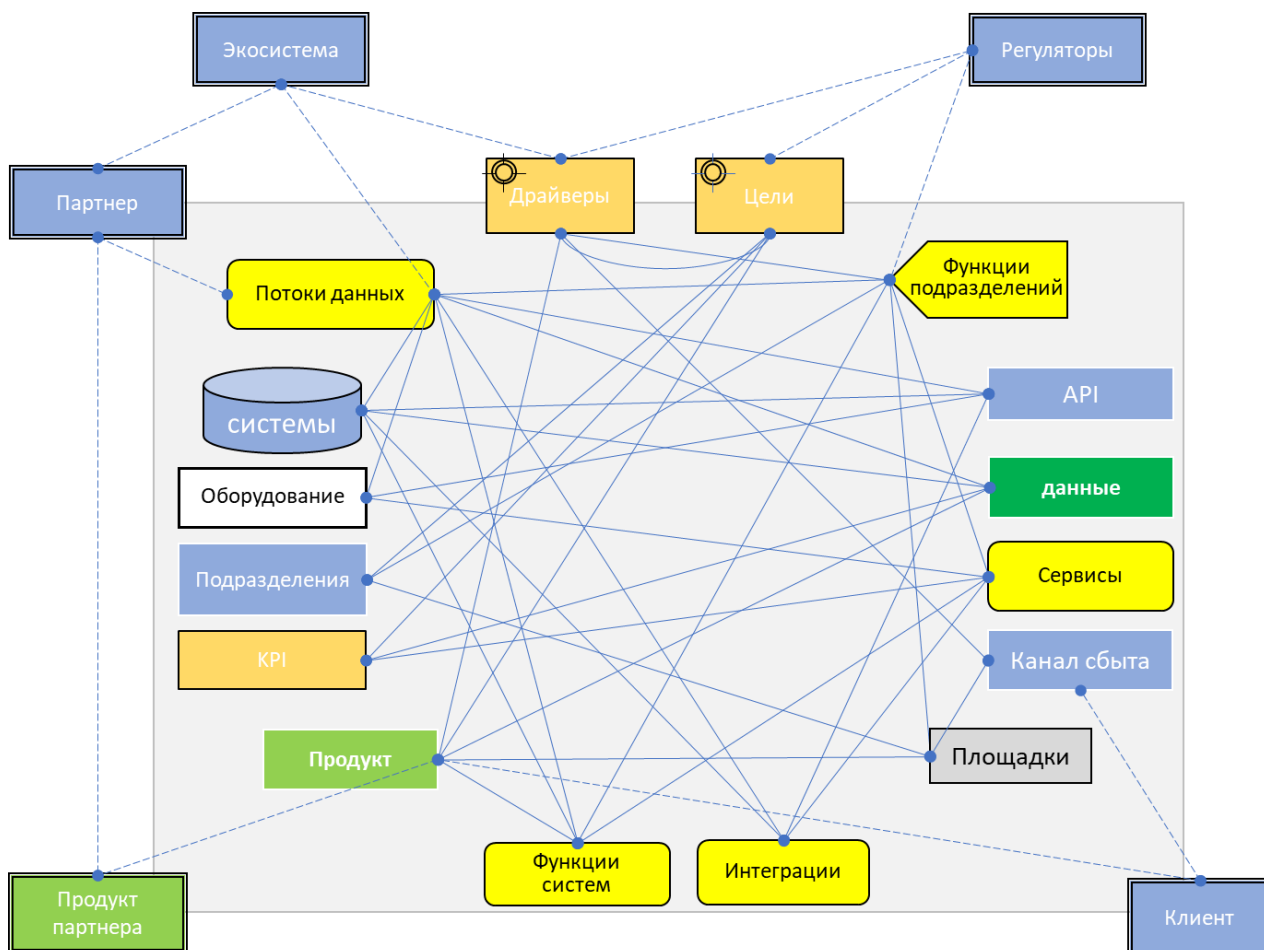 Экосистема
Регуляторы
Партнер
Драйверы
Цели
Потоки данных
Функции
подразделений
системы
API
Оборудование
данные
Подразделения
Сервисы
KPI
Канал сбыта
Продукт
Площадки
Функции
систем
Интеграции
Продукт
партнера
Клиент